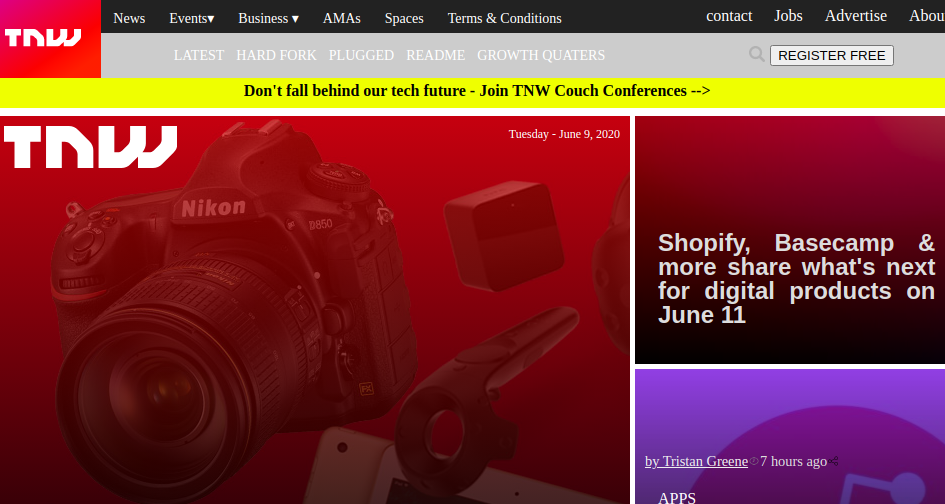 News Events▾ Business ▾ AMAs Spaces Terms & Conditions contact Jobs Advertise Abou
TNW
LATEST HARD FORK PLUGGED README GROWTH QUATERS REGISTER FREE
Don't fall behind our tech future - Join TNW Couch Conferences -->
TNW
Tuesday - June 9, 2020
Nikon
D850
FX
Shopify, Basecamp &
more share what's next
for digital products on
June 11
by Tristan Greene 7 hours ago
APPS